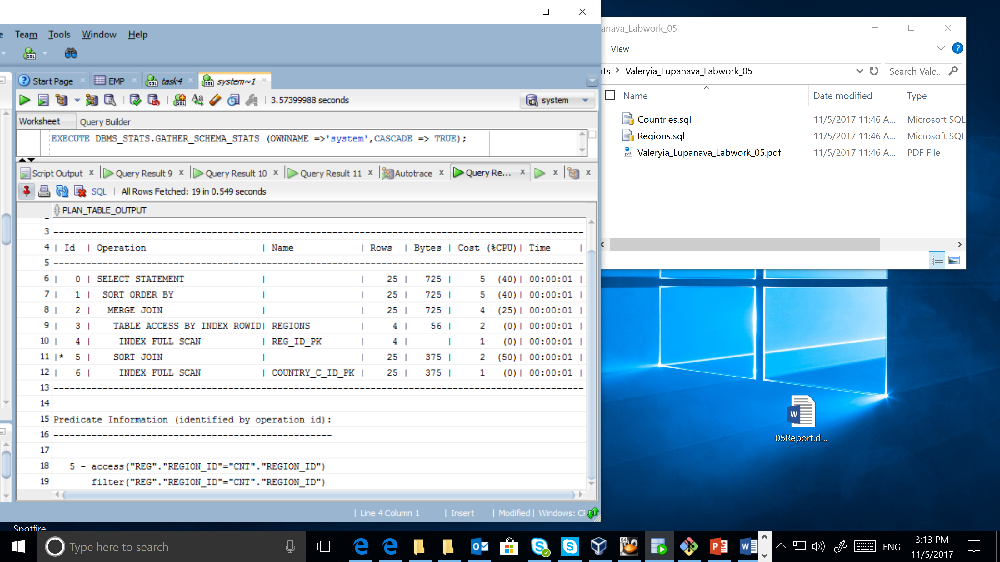 e Team Tools Window Help
Start Page EMP task4 system~1
3.57399988 seconds system
Worksheet Query Builder
EXECUTE DBMS_STATS.GATHER_SCHEMA_STATS (OWNNAME =>'system',CASCADE => TRUE);
Script Output Query Result 9 Query Result 10 Query Result 11 Autotrace Query Re...
SQL | All Rows Fetched: 19 in 0.549 seconds
PLAN_TABLE_OUTPUT
3 -------------------------------------------------------------------------------------------------
4 | Id | Operation | Name | Rows | Bytes | Cost (%CPU)| Time |
5 -------------------------------------------------------------------------------------------------
6 | 0 | SELECT STATEMENT | | 25 | 725 | 5 (40)| 00:00:01 |
7 | 1 | SORT ORDER BY | | 25 | 725 | 5 (40)| 00:00:01 |
8 | 2 | MERGE JOIN | | 25 | 725 | 4 (25)| 00:00:01 |
9 | 3 | TABLE ACCESS BY INDEX ROWID| REGIONS | 4 | 56 | 2 (0)| 00:00:01 |
10 | 4 | INDEX FULL SCAN | REG_ID_PK | 4 | | 1 (0)| 00:00:01 |
11 |* 5 | SORT JOIN | | 25 | 375 | 2 (50)| 00:00:01 |
12 | 6 | INDEX FULL SCAN | COUNTRY_C_ID_PK | 25 | 375 | 1 (0)| 00:00:01 |
13 -------------------------------------------------------------------------------------------------
14
15 Predicate Information (identified by operation id):
16 ---------------------------------------------------
17
18 5 - access("REG"."REGION_ID"="CNT"."REGION_ID")
19 filter("REG"."REGION_ID"="CNT"."REGION_ID")
| Line 4 Column 1 | Insert | Modified | Windows: CF
anava_Labwork_05
View
rts > Valeryia_Lupanava_Labwork_05 Search Vale...
Name Date modified Type
Countries.sql 11/5/2017 11:46 A... Microsoft SQL
Regions.sql 11/5/2017 11:46 A... Microsoft SQL
Valeryia_Lupanava_Labwork_05.pdf 11/5/2017 11:46 A... PDF File
05Report.d...
Spotfire
Type here to search
ENG
3:13 PM
11/5/2017